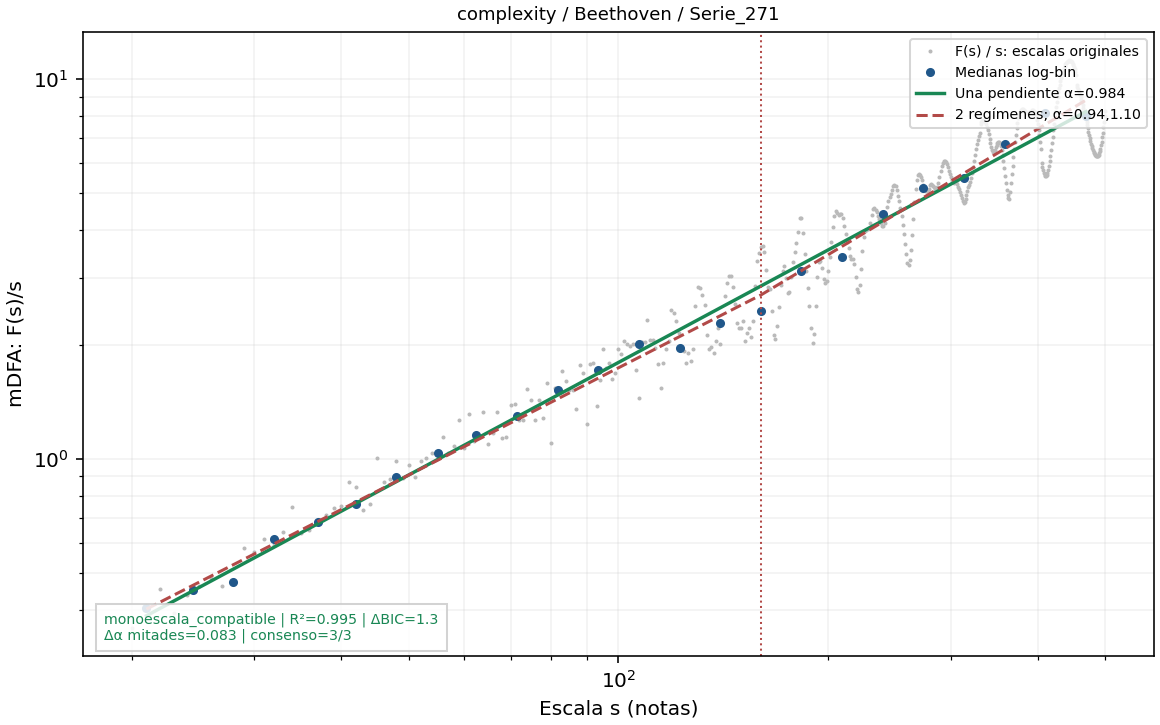 complexity / Beethoven / Serie_271
F(s) / s: escalas originales
Medianas log-bin
Una pendiente α=0.984
2 regímenes; α=0.94,1.10
10¹
10⁰
mDFA: F(s)/s
monoescala_compatible | R²=0.995 | ΔBIC=1.3
Δα mitades=0.083 | consenso=3/3
10²
Escala s (notas)